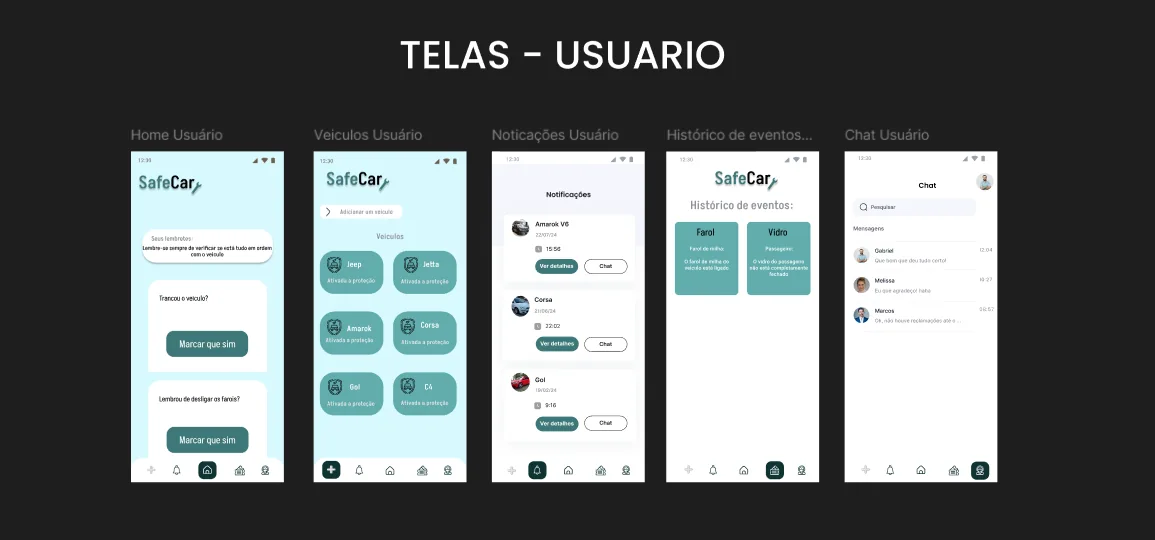 TELAS - USUARIO
Home Usuário
12:30
SafeCar
Seus lembretes:
Lembre-se sempre de verificar se está tudo em ordem
com o veiculo
Trancou o veiculo?
Marcar que sim
Lembrou de desligar os farois?
Marcar que sim
Veiculos Usuário
12:30
SafeCar
Adicionar um veiculo
Veiculos
Jeep
Ativada a proteção
Jetta
Ativada a proteção
Amarok
Ativada a proteção
Corsa
Ativada a proteção
Gol
Ativada a proteção
C4
Ativada a proteção
Noticações Usuário
12:30
Notificações
Amarok V6
22/07/24
15:56
Ver detalhes
Chat
Corsa
21/06/24
22:02
Ver detalhes
Chat
Gol
19/02/24
9:16
Ver detalhes
Chat
Histórico de eventos...
12:30
SafeCar
Histórico de eventos:
Farol
Farol de milha
O farol de milha do
veiculo está ligado
Vidro
Passageiro:
O vidro do passageiro
não está completamente
fechado
Chat Usuário
12:30
Chat
Pesquisar
Mensagens
Gabriel
12:04
Que bom que deu tudo certo!
Melissa
19:27
Eu que agradeço! haha
Marcos
08:57
Ok, não houve reclamações até o ...